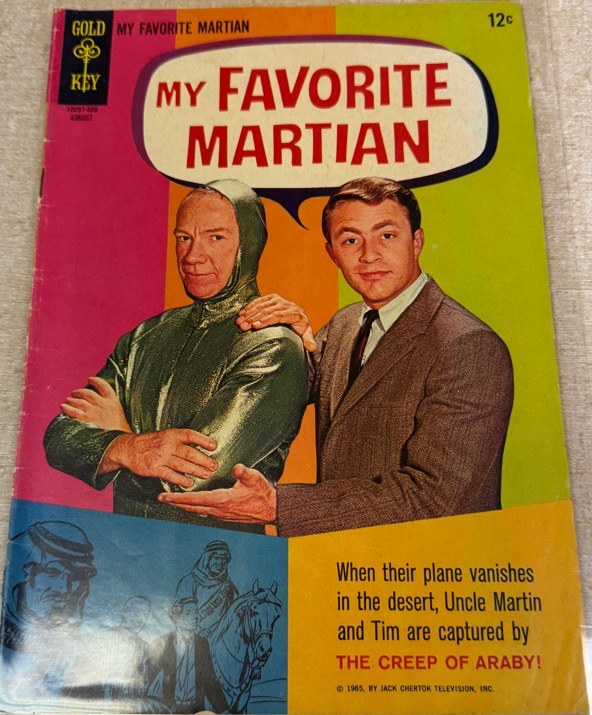 GOLD
KEY
MY FAVORITE MARTIAN
12c
AUGUST
MY FAVORITE
MARTIAN
When their plane vanishes
in the desert, Uncle Martin
and Tim are captured by
THE CREEP OF ARABY!
© 1965, BY JACK CHERTOK TELEVISION, INC.